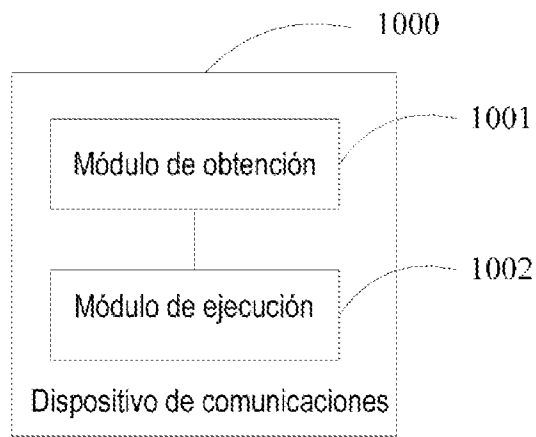 1000
1001
Módulo de obtención
1002
Módulo de ejecución
Dispositivo de comunicaciones